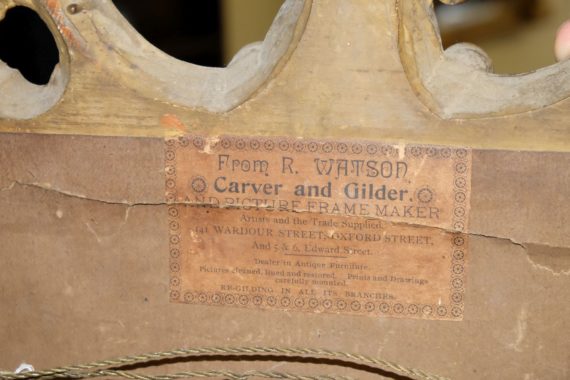 From R. WATSON,
Carver and Gilder.
AND PICTURE FRAME MAKER
Artists and the Trade Supplied.
141 WARDOUR STREET, OXFORD STREET,
And 5 & 6, Edward Street.
Dealer in Antique Furniture.
Pictures cleaned, lined and restored. Prints and Drawings
carefully mounted.
RE-GILDING IN ALL ITS BRANCHES.